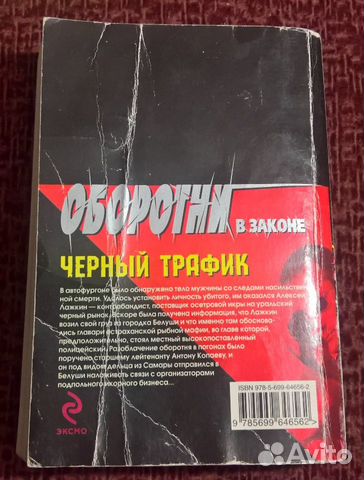 ОБОРОТНИ
В ЗАКОНЕ
ЧЕРНЫЙ ТРАФИК
В автофургоне было обнаружено тело мужчины со следами насильствен-
ной смерти. Удалось установить личность убитого, им оказался Алексей
Лажкин — контрабандист, поставщик осетровой икры на уральский
черный рынок. Вскоре была получена информация, что Лажкин
возил свой груз из городка Белуши и что именно там обоснова-
лись главари астраханской рыбной мафии, во главе которой,
предположительно, стоял местный высокопоставленный
полицейский. Разоблачение оборотня в погонах было
поручено старшему лейтенанту Антону Копаеву, и
он под видом дельца из Самары отправился в
Белуши налаживать связи с организаторами
подпольного икорного бизнеса...
ЭКСМО
ISBN 978-5-699-64656-2
9 785699 646562 >
Avito